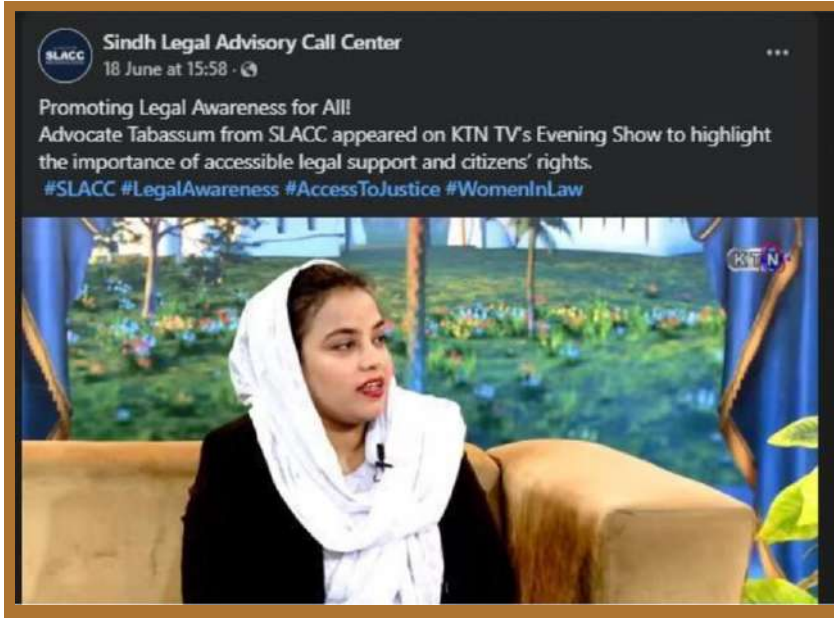 SLACC
Sindh Legal Advisory Call Center
18 June at 15:58 ·
Promoting Legal Awareness for All!
Advocate Tabassum from SLACC appeared on KTN TV's Evening Show to highlight
the importance of accessible legal support and citizens' rights.
#SLACC #LegalAwareness #AccessToJustice #WomenInLaw
KTN